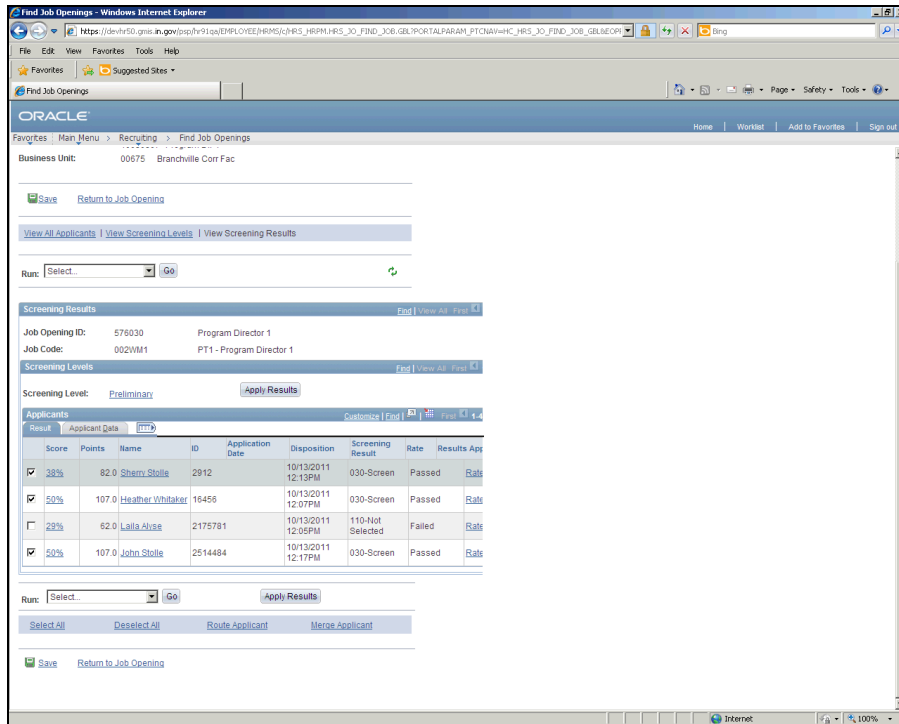 Find Job Openings - Windows Internet Explorer
https://devhr50.gmis.in.gov/psp/hr91qa/EMPLOYEE/HRMS/c/HRS_HRPM.HRS_JO_FIND_JOB.GBL?PORTALPARAM_PTCNAV=HC_HRS_JO_FIND_JOB_GBL&EOPI
Bing
File Edit View Favorites Tools Help
Favorites Suggested Sites
Find Job Openings
Page Safety Tools
ORACLE
Home | Worklist | Add to Favorites | Sign out
Favorites | Main Menu > Recruiting > Find Job Openings
Business Unit: 00675 Branchville Corr Fac
Save Return to Job Opening
View All Applicants | View Screening Levels | View Screening Results
Run: Select... Go
Screening Results Find | View All First
Job Opening ID: 576030 Program Director 1
Job Code: 002WM1 PT1 - Program Director 1
Screening Levels Find | View All First
Screening Level: Preliminary Apply Results
Applicants Customize | Find | First 1-4
Result Applicant Data
Score Points Name ID Application Date Disposition Screening Result Rate Results App
38% 82.0 Sherry Stolle 2912 10/13/2011 12:13PM 030-Screen Passed Rate
50% 107.0 Heather Whitaker 16456 10/13/2011 12:07PM 030-Screen Passed Rate
29% 62.0 Laila Alyse 2175781 10/13/2011 12:05PM 110-Not Selected Failed Rate
50% 107.0 John Stolle 2514484 10/13/2011 12:17PM 030-Screen Passed Rate
Run: Select... Go Apply Results
Select All Deselect All Route Applicant Merge Applicant
Save Return to Job Opening
Internet 100%